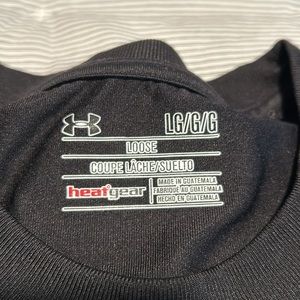 LG/G/G
LOOSE
COUPE LÂCHE/SUELTO
heatgear
MADE IN GUATEMALA
FABRIQUÉ AU GUATEMALA
HECHO EN GUATEMALA